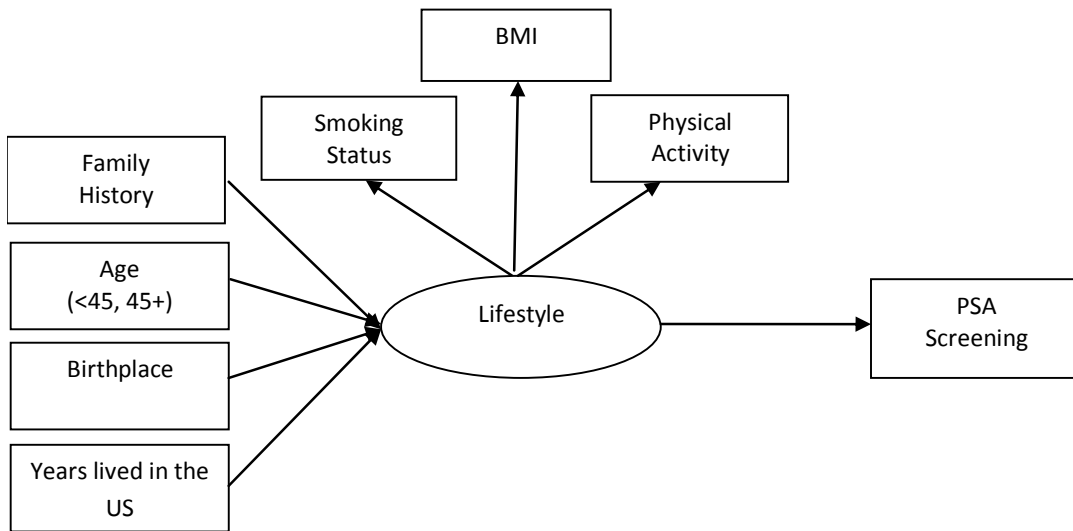 BMI
Smoking
Status
Physical
Activity
Family
History
Age
(<45, 45+)
Birthplace
Years lived in the
US
Lifestyle
PSA
Screening